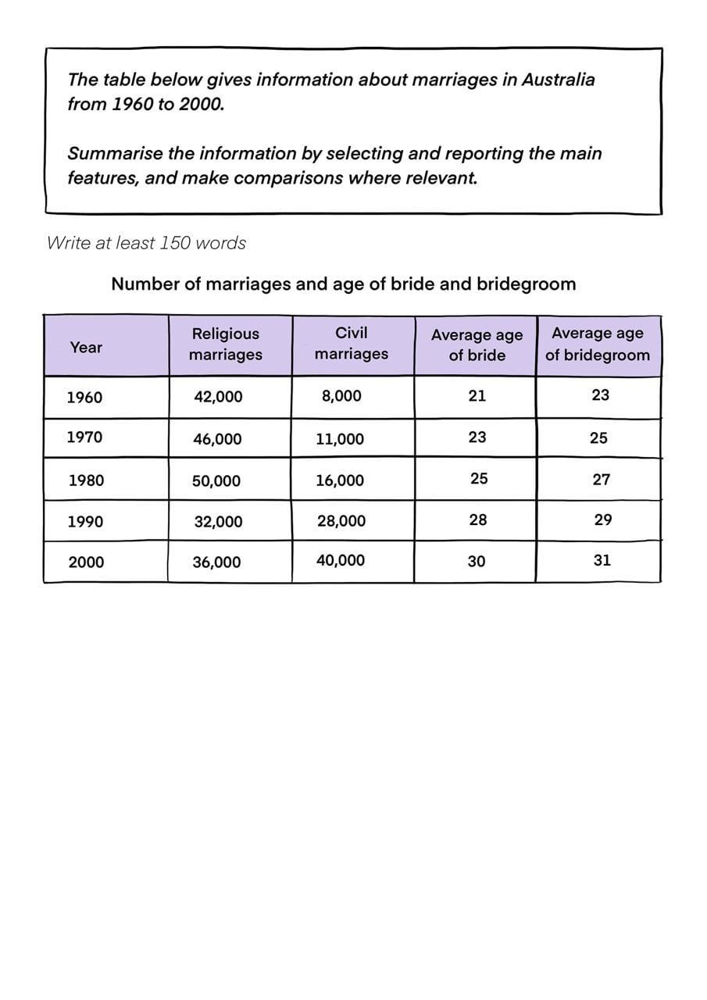 The table below gives information about marriages in Australia
from 1960 to 2000.
Summarise the information by selecting and reporting the main
features, and make comparisons where relevant.
Write at least 150 words
Number of marriages and age of bride and bridegroom
Year Religious marriages Civil marriages Average age of bride Average age of bridegroom
1960 42,000 8,000 21 23
1970 46,000 11,000 23 25
1980 50,000 16,000 25 27
1990 32,000 28,000 28 29
2000 36,000 40,000 30 31